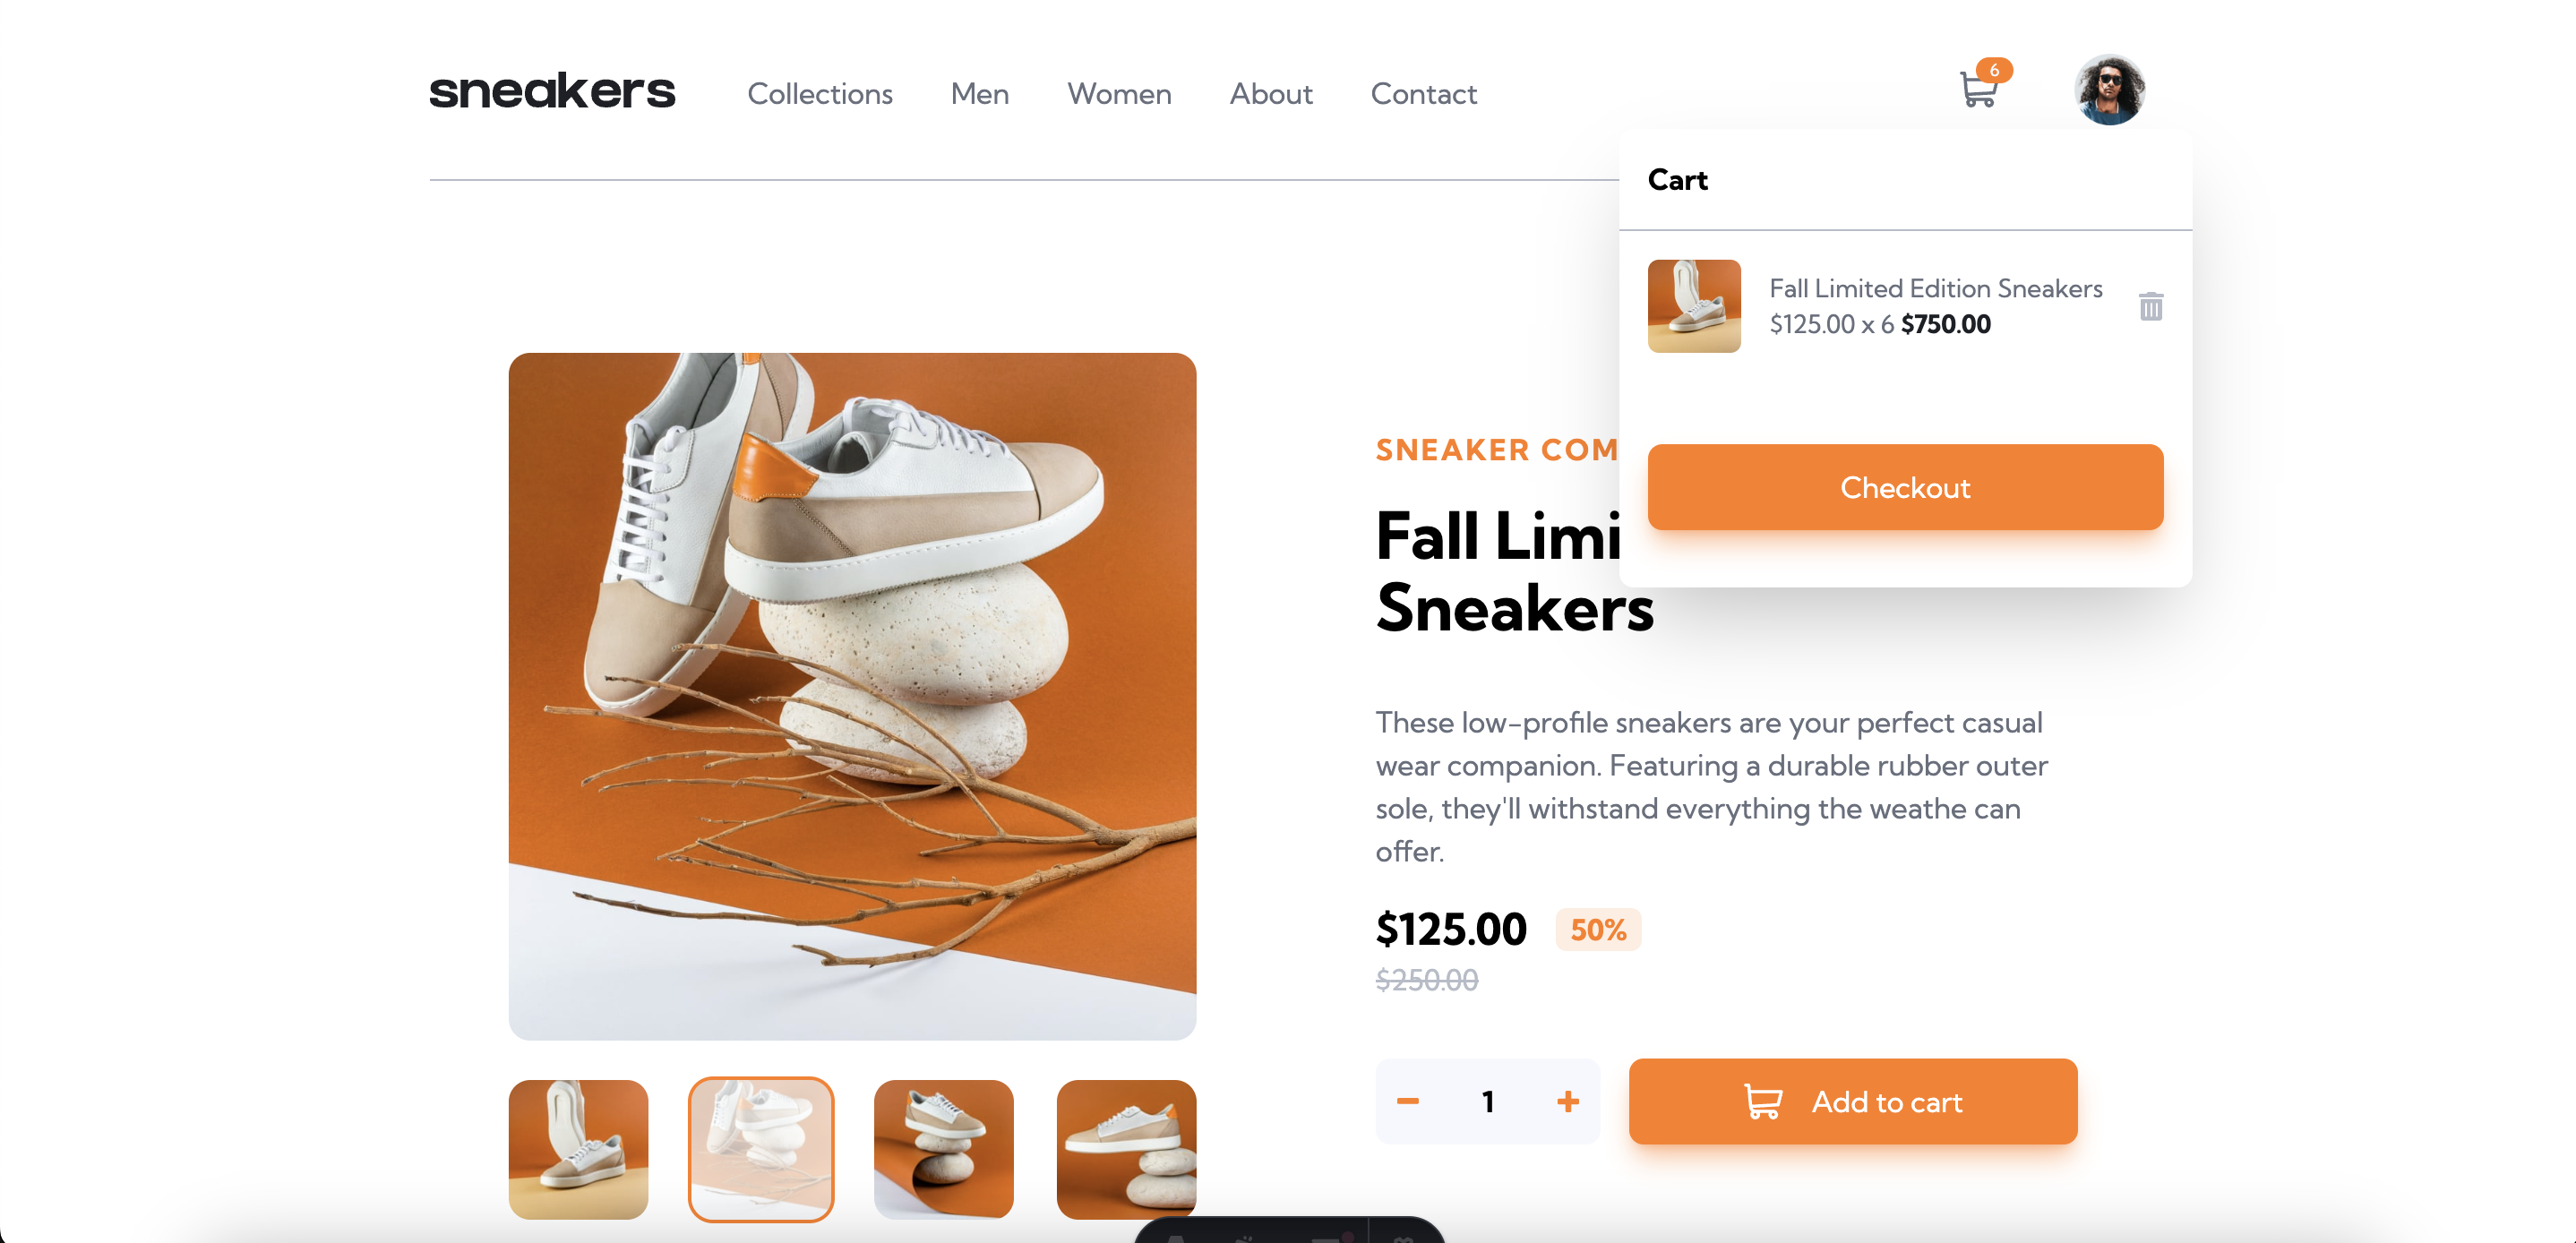 sneakers
Collections
Men
Women
About
Contact
6
Cart
Fall Limited Edition Sneakers
$125.00 x 6 $750.00
Checkout
SNEAKER COM
Fall Limi
Sneakers
These low-profile sneakers are your perfect casual
wear companion. Featuring a durable rubber outer
sole, they'll withstand everything the weathe can
offer.
$125.00
50%
$250.00
1
Add to cart